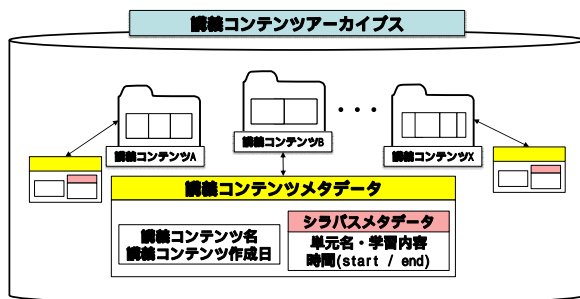 講義コンテンツアーカイブス
講義コンテンツA
講義コンテンツB
・・・
講義コンテンツX
講義コンテンツメタデータ
講義コンテンツ名
講義コンテンツ作成日
シラバスメタデータ
単元名・学習内容
時間(start / end)